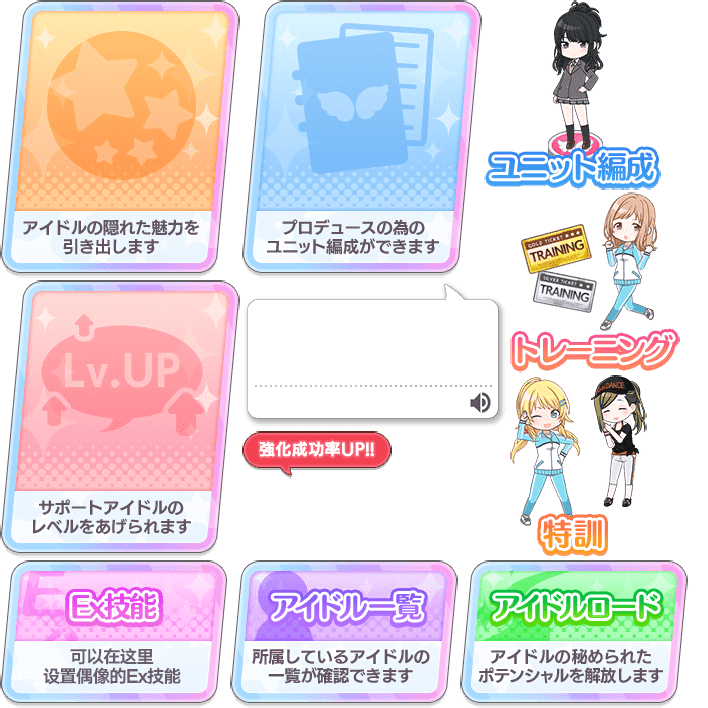 アイドルの隠れた魅力を
引き出します
プロデュースの為の
ユニット編成ができます
ユニット編成
GOLD TICKET
TRAINING
SILVER TICKET
TRAINING
トレーニング
Lv.UP
サポートアイドルの
レベルをあげられます
強化成功率UP!!
DANCE
特訓
Ex技能
可以在这里
设置偶像的Ex技能
アイドル一覧
所属しているアイドルの
一覧が確認できます
アイドルロード
アイドルの秘められた
ポテンシャルを解放します